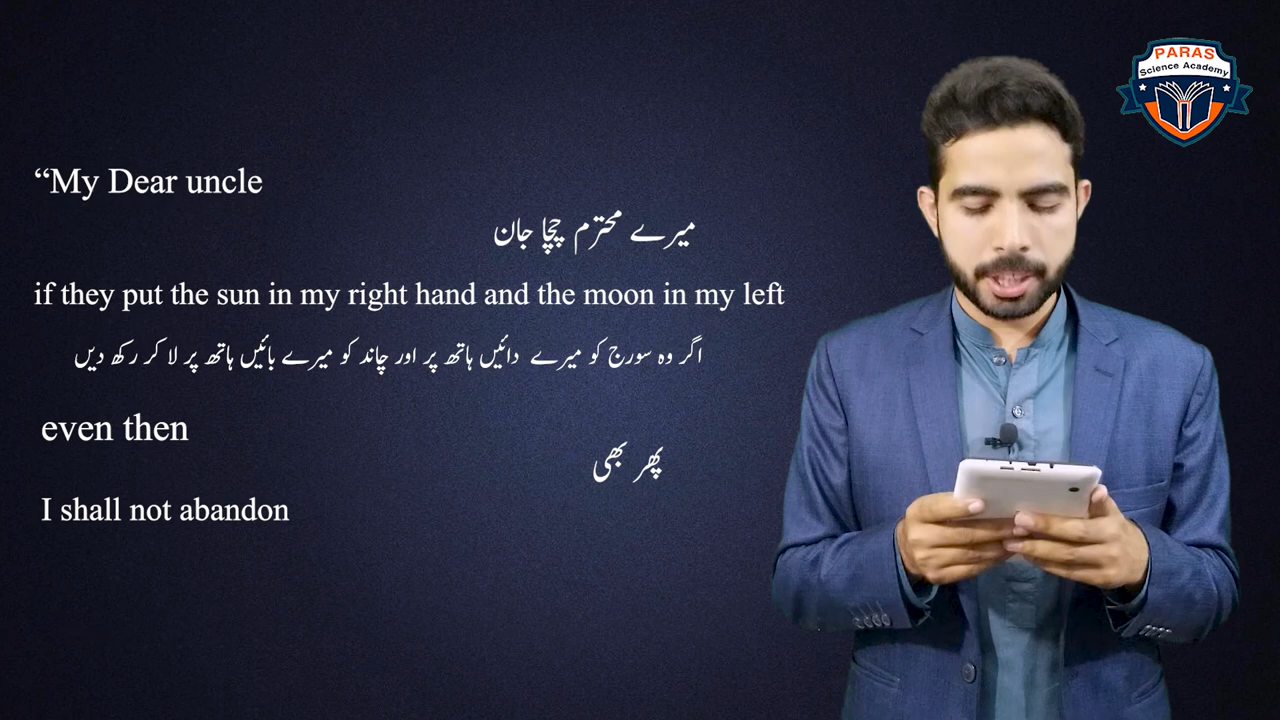 PARAS
Science Academy
“My Dear uncle
میرے محترم چچا جان
if they put the sun in my right hand and the moon in my left
اگر وہ سورج کو میرے دائیں ہاتھ پر اور چاند کو میرے بائیں ہاتھ پر لا کر رکھ دیں
even then
پھر بھی
I shall not abandon